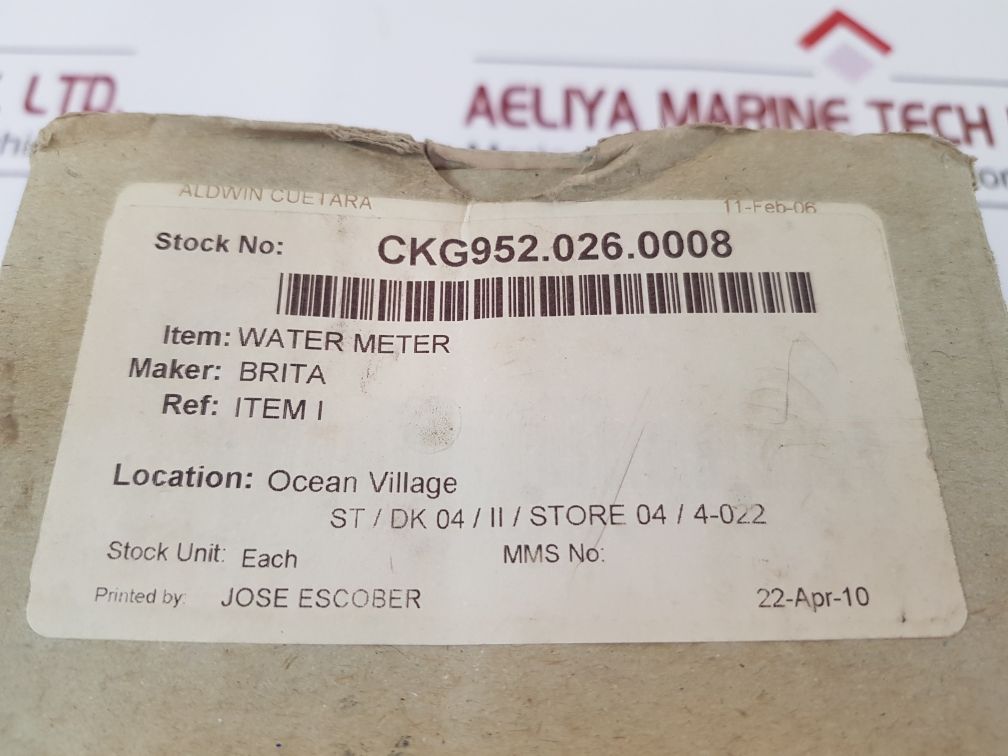 LTD.
AELIYA MARINE TECH
ALDWIN CUETARA 11-Feb-06
Stock No: CKG952.026.0008
Item: WATER METER
Maker: BRITA
Ref: ITEM I
Location: Ocean Village
ST / DK 04 / II / STORE 04 / 4-022
Stock Unit: Each MMS No:
Printed by: JOSE ESCOBER 22-Apr-10